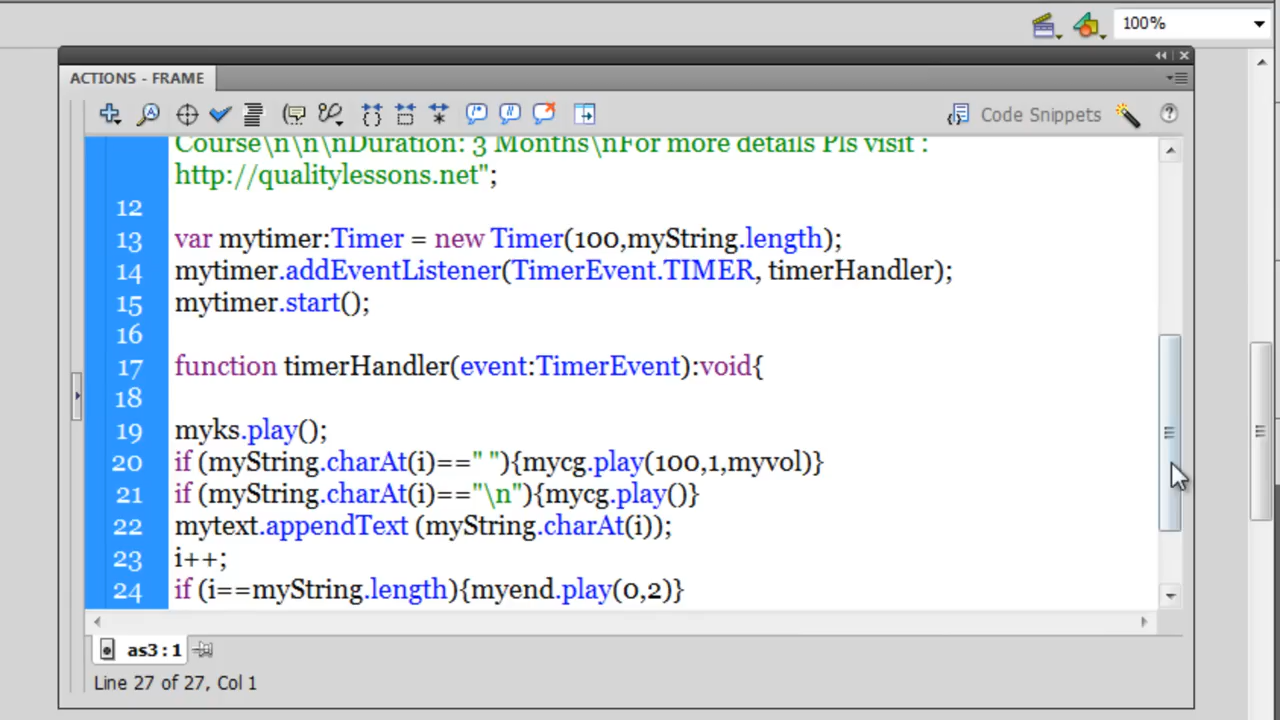 100%
ACTIONS - FRAME
Code Snippets
Course\n\n\nDuration: 3 Months\nFor more details Pls visit :
http://qualitylessons.net";
12
13 var mytimer:Timer = new Timer(100,myString.length);
14 mytimer.addEventListener(TimerEvent.TIMER, timerHandler);
15 mytimer.start();
16
17 function timerHandler(event:TimerEvent):void{
18
19 myks.play();
20 if (myString.charAt(i)==" "){mycg.play(100,1,myvol)}
21 if (myString.charAt(i)=="\n"){mycg.play()}
22 mytext.appendText (myString.charAt(i));
23 i++;
24 if (i==myString.length){myend.play(0,2)}
as3 : 1
Line 27 of 27, Col 1